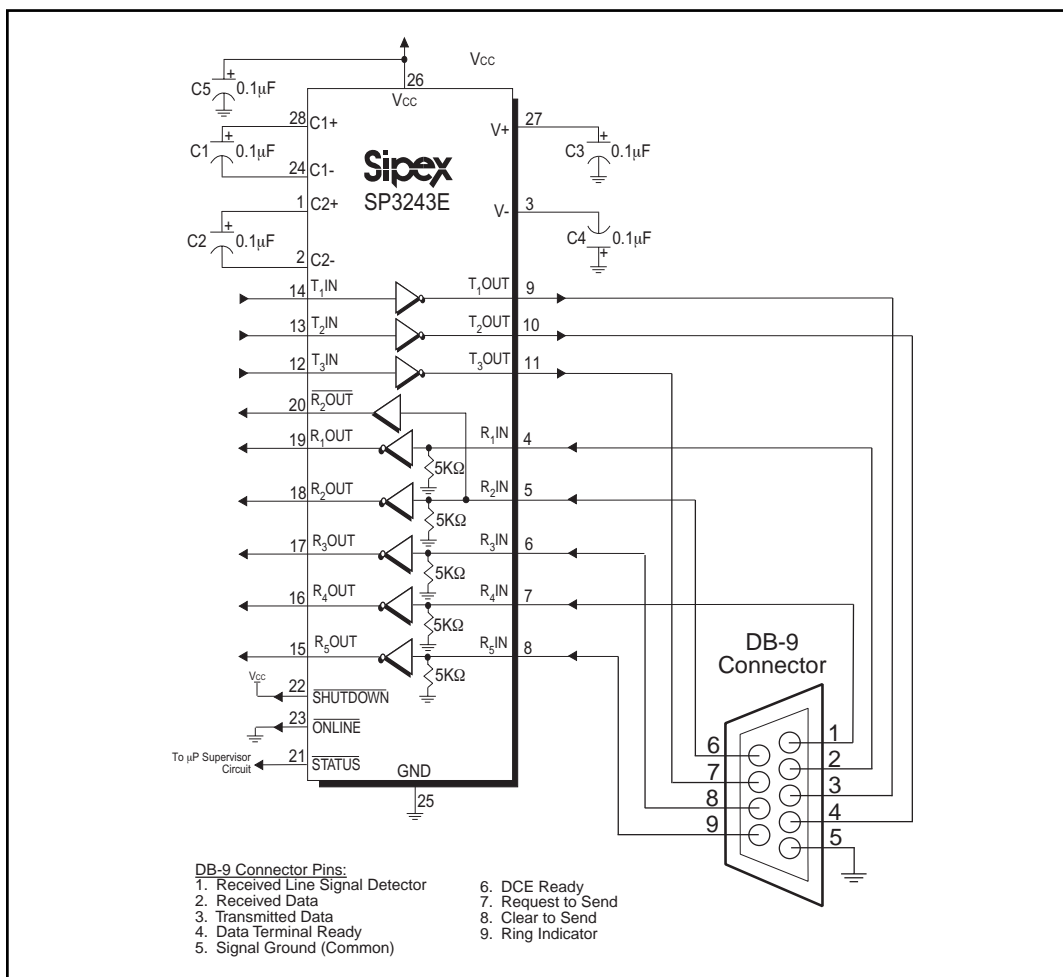 VCC
26
VCC
C5
+
0.1µF
28
C1+
C1
+
0.1µF
24
C1-
1
C2+
C2
+
0.1µF
2
C2-
Sipex
SP3243E
V+
27
C3
+
0.1µF
V-
3
C4
0.1µF
+
14
T1IN
T1OUT
9
13
T2IN
T2OUT
10
12
T3IN
T3OUT
11
20
R2OUT
19
R1OUT
R1IN
4
5KΩ
18
R2OUT
R2IN
5
5KΩ
17
R3OUT
R3IN
6
5KΩ
16
R4OUT
R4IN
7
5KΩ
15
R5OUT
R5IN
8
5KΩ
VCC
22
SHUTDOWN
23
ONLINE
To µP Supervisor
Circuit
21
STATUS
GND
25
DB-9
Connector
6
7
8
9
1
2
3
4
5
DB-9 Connector Pins:
1. Received Line Signal Detector
2. Received Data
3. Transmitted Data
4. Data Terminal Ready
5. Signal Ground (Common)
6. DCE Ready
7. Request to Send
8. Clear to Send
9. Ring Indicator